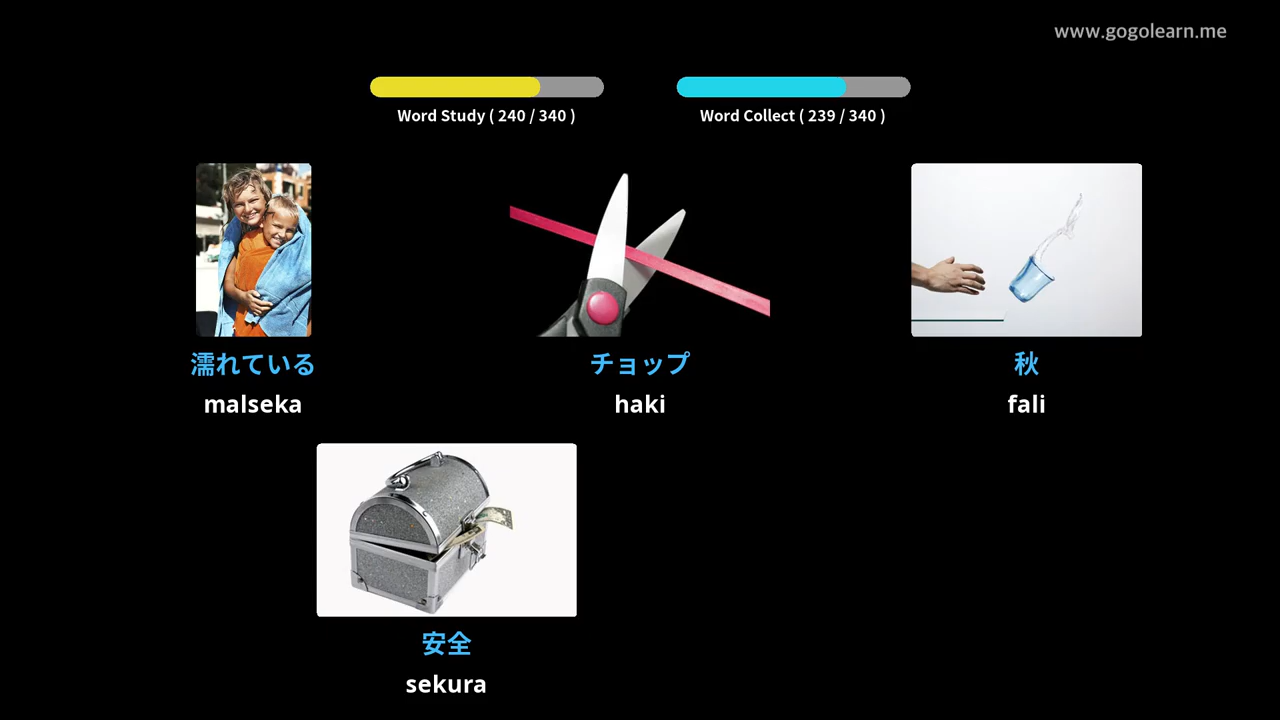 www.gogolearn.me
Word Study ( 240 / 340 )
Word Collect ( 239 / 340 )
濡れている
malseka
チョップ
haki
秋
fali
安全
sekura